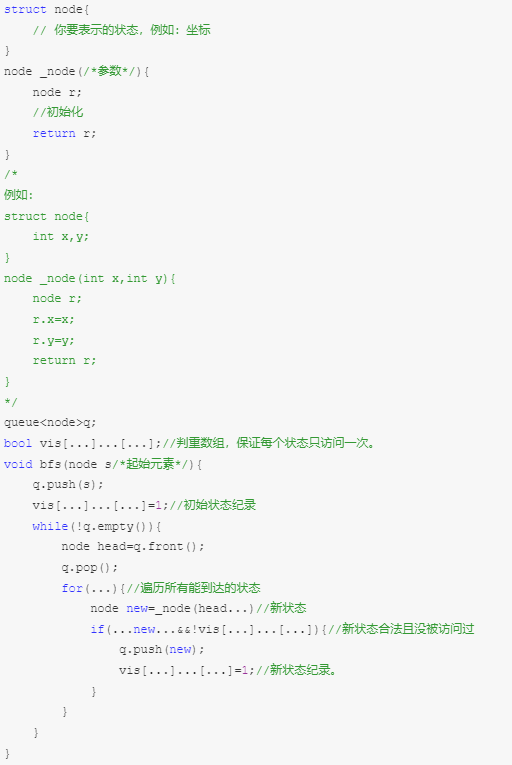 struct node{
    // 你要表示的状态，例如：坐标
}
node _node(/*参数*/){
    node r;
    //初始化
    return r;
}
/*
例如：
struct node{
    int x,y;
}
node _node(int x,int y){
    node r;
    r.x=x;
    r.y=y;
    return r;
}
*/
queue<node>q;
bool vis[...]...[...];//判重数组，保证每个状态只访问一次。
void bfs(node s/*起始元素*/){
    q.push(s);
    vis[...]...[...]=1;//初始状态纪录
    while(!q.empty()){
        node head=q.front();
        q.pop();
        for(...){//遍历所有能到达的状态
            node new=_node(head...)//新状态
            if(...new...&&!vis[...]...[...]){//新状态合法且没被访问过
                q.push(new);
                vis[...]...[...]=1;//新状态纪录。
            }
        }
    }
}